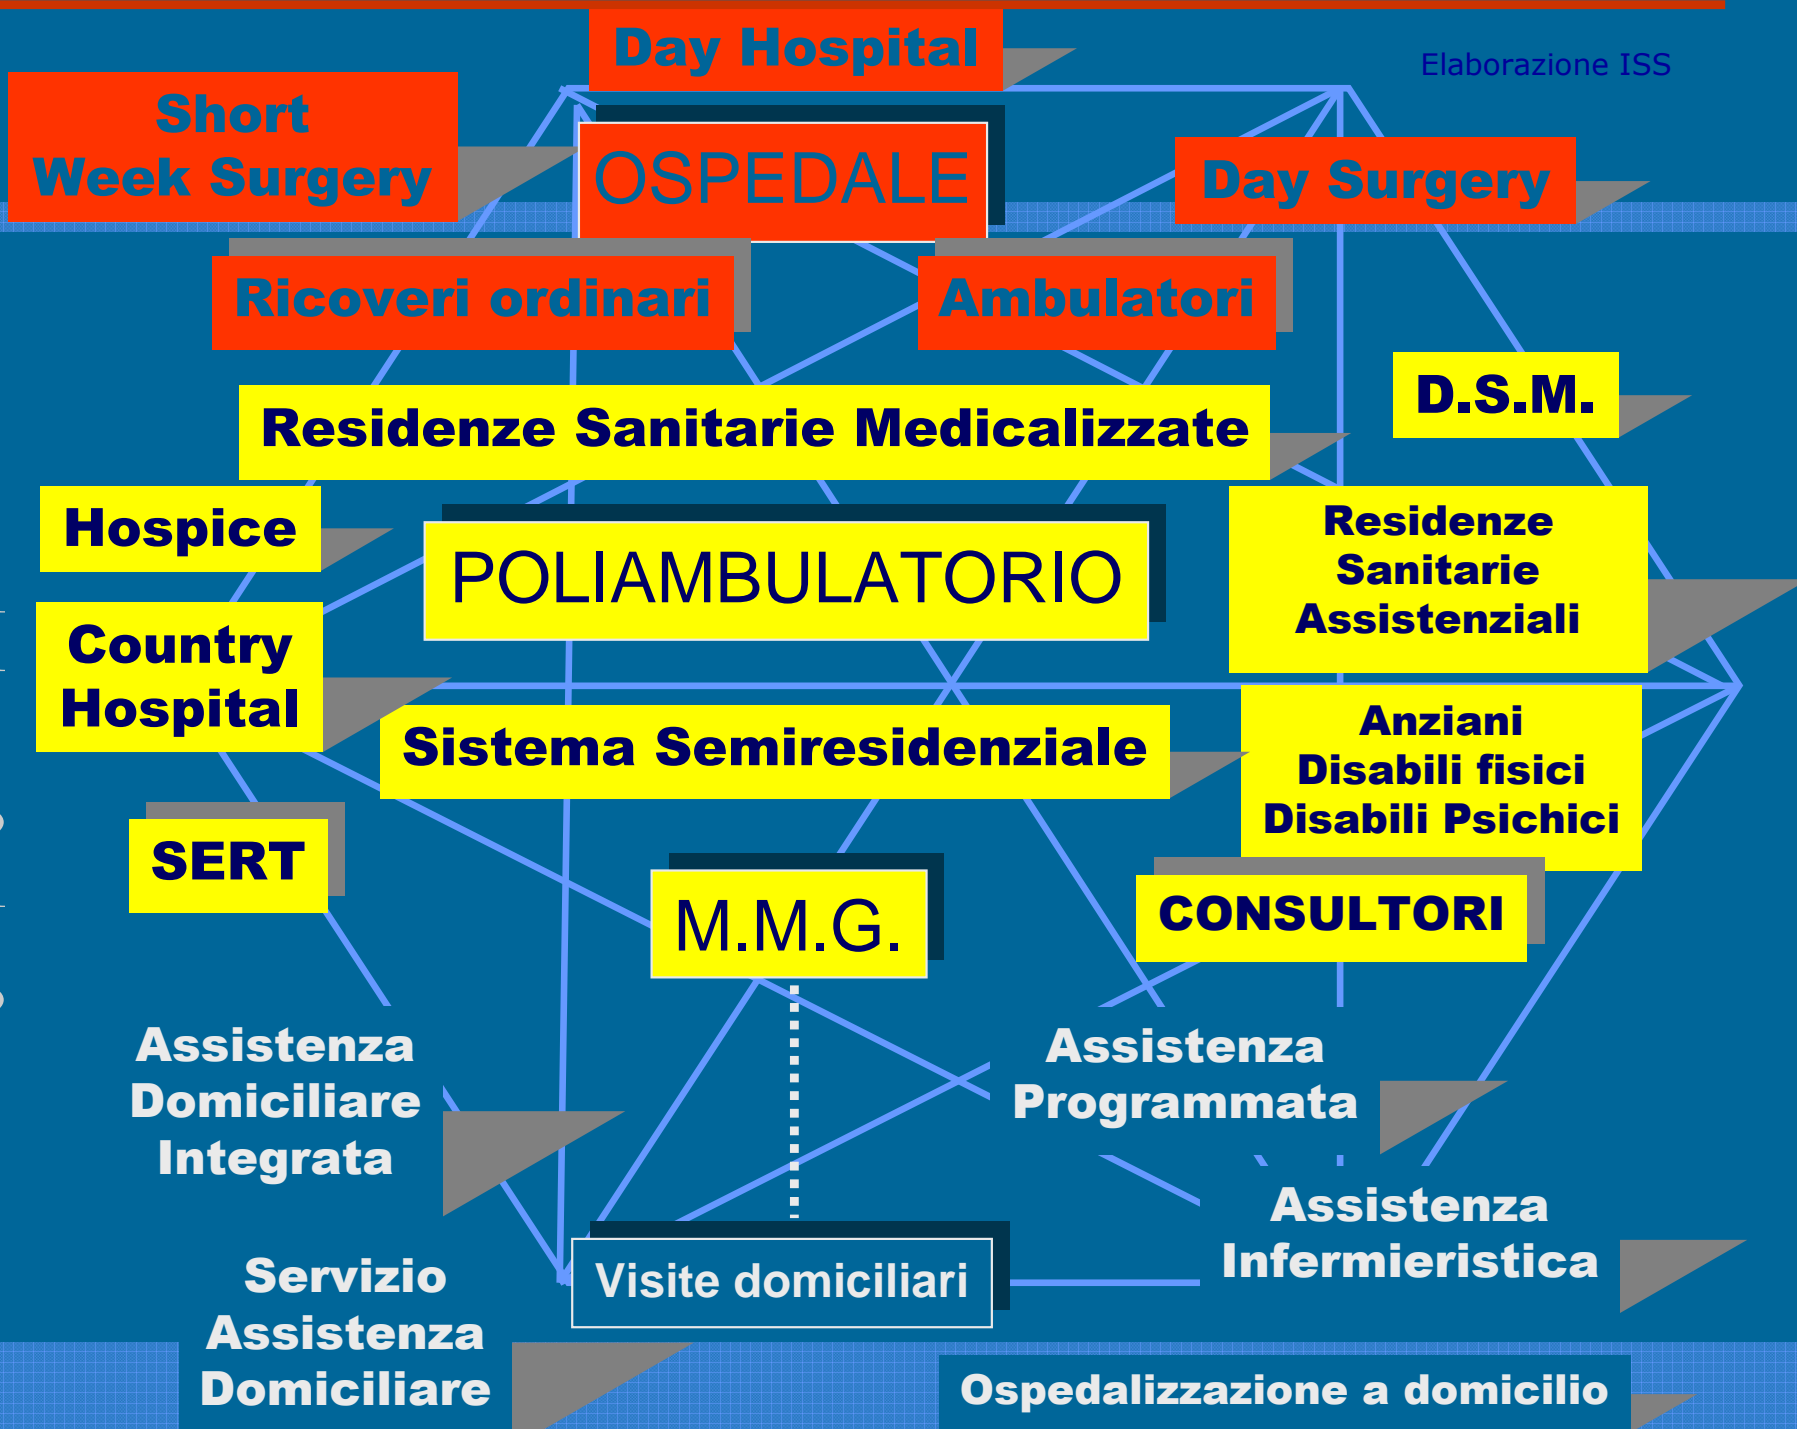 Day Hospital
Elaborazione ISS
Short
Week Surgery
OSPEDALE
Day Surgery
Ricoveri ordinari
Ambulatori
D.S.M.
Residenze Sanitarie Medicalizzate
Hospice
POLIAMBULATORIO
Residenze
Sanitarie
Assistenziali
Country
Hospital
Sistema Semiresidenziale
Anziani
Disabili fisici
Disabili Psichici
SERT
M.M.G.
CONSULTORI
Assistenza
Domiciliare
Integrata
Assistenza
Programmata
Assistenza
Infermieristica
Servizio
Assistenza
Domiciliare
Visite domiciliari
Ospedalizzazione a domicilio